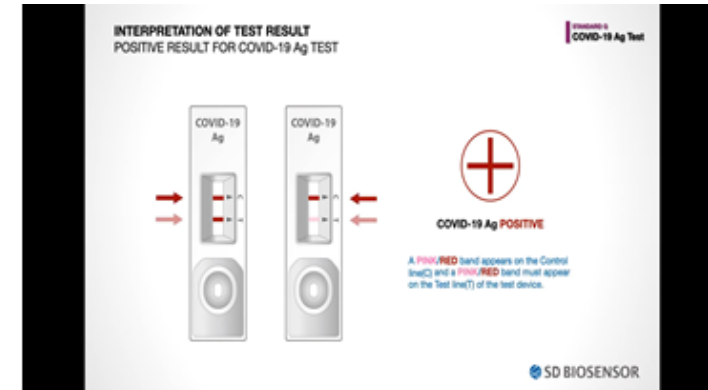 INTERPRETATION OF TEST RESULT
POSITIVE RESULT FOR COVID-19 Ag TEST
STANDARD Q
COVID-19 Ag Test
COVID-19
Ag
C
T
COVID-19
Ag
C
T
COVID-19 Ag POSITIVE
A PINK/RED band appears on the Control
line(C) and a PINK/RED band must appear
on the Test line(T) of the test device.
SD BIOSENSOR